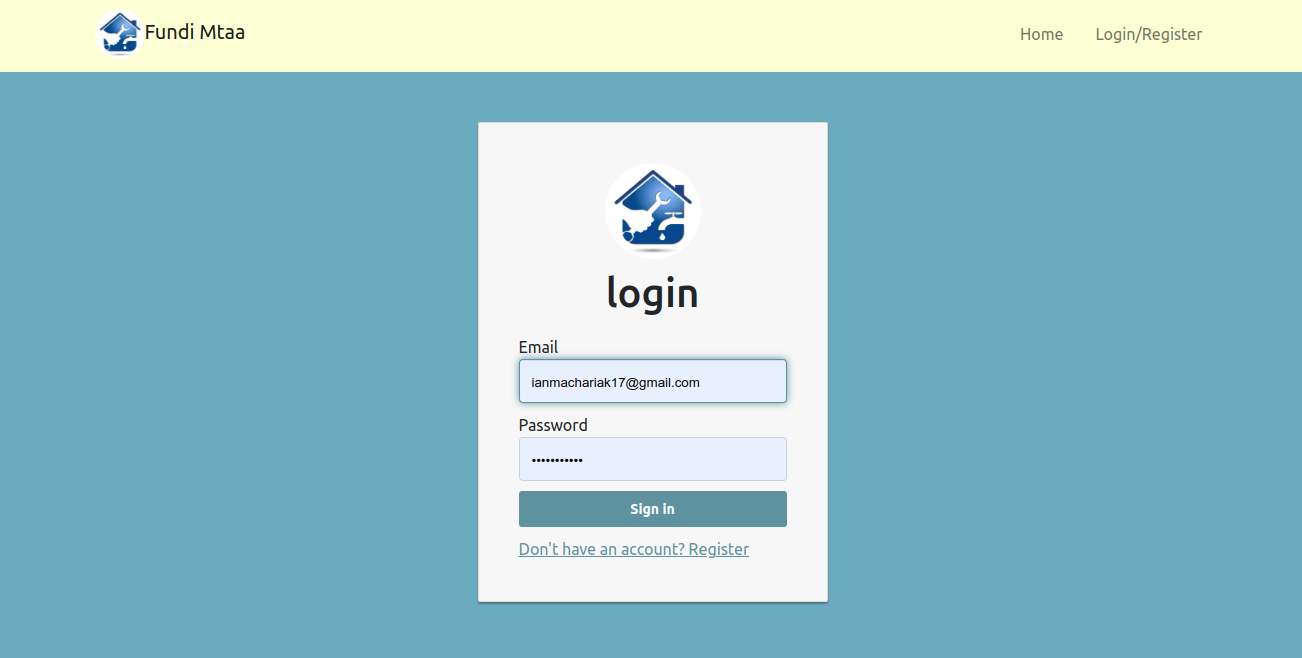 Fundi Mtaa
Home
Login/Register
login
Email
ianmachariak17@gmail.com
Password
•••••••••••
Sign in
Don't have an account? Register